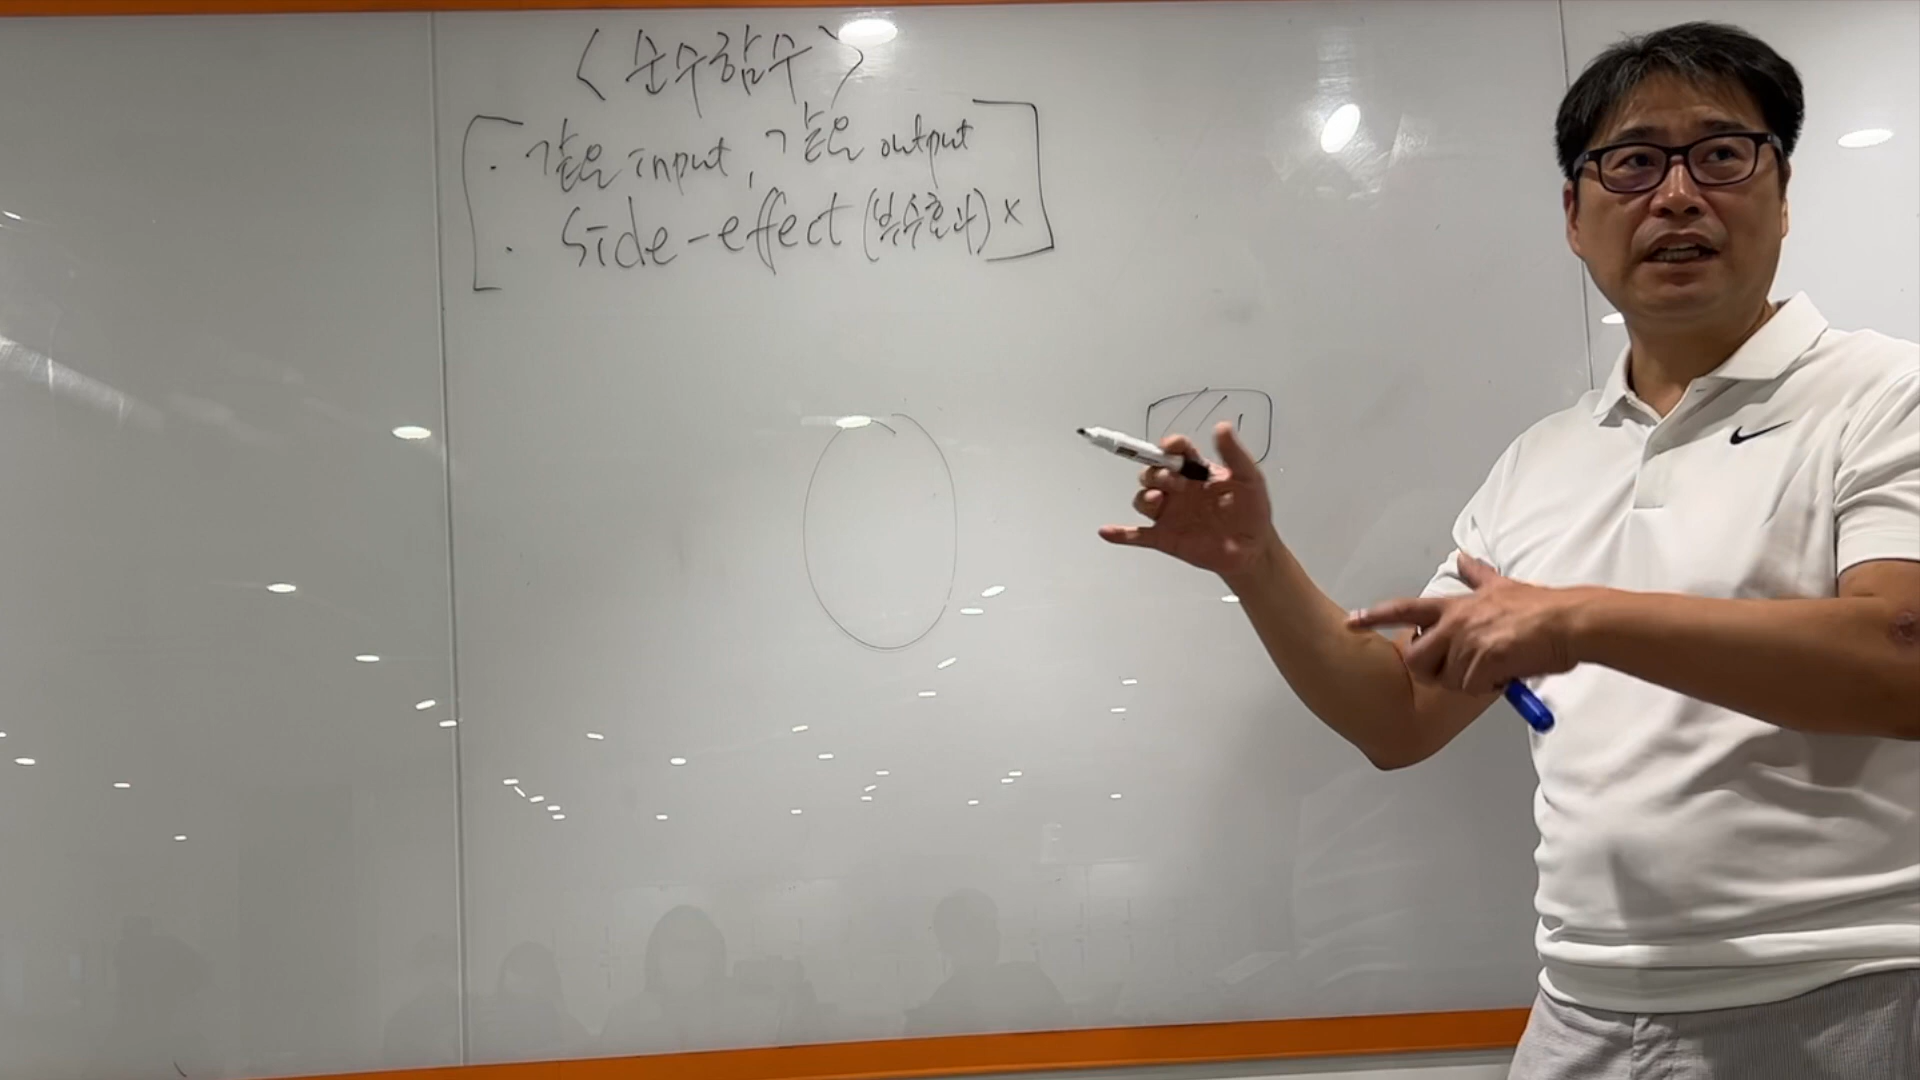 <순수함수>
· 같은 input, 같은 output
· side-effect (부수효과) x